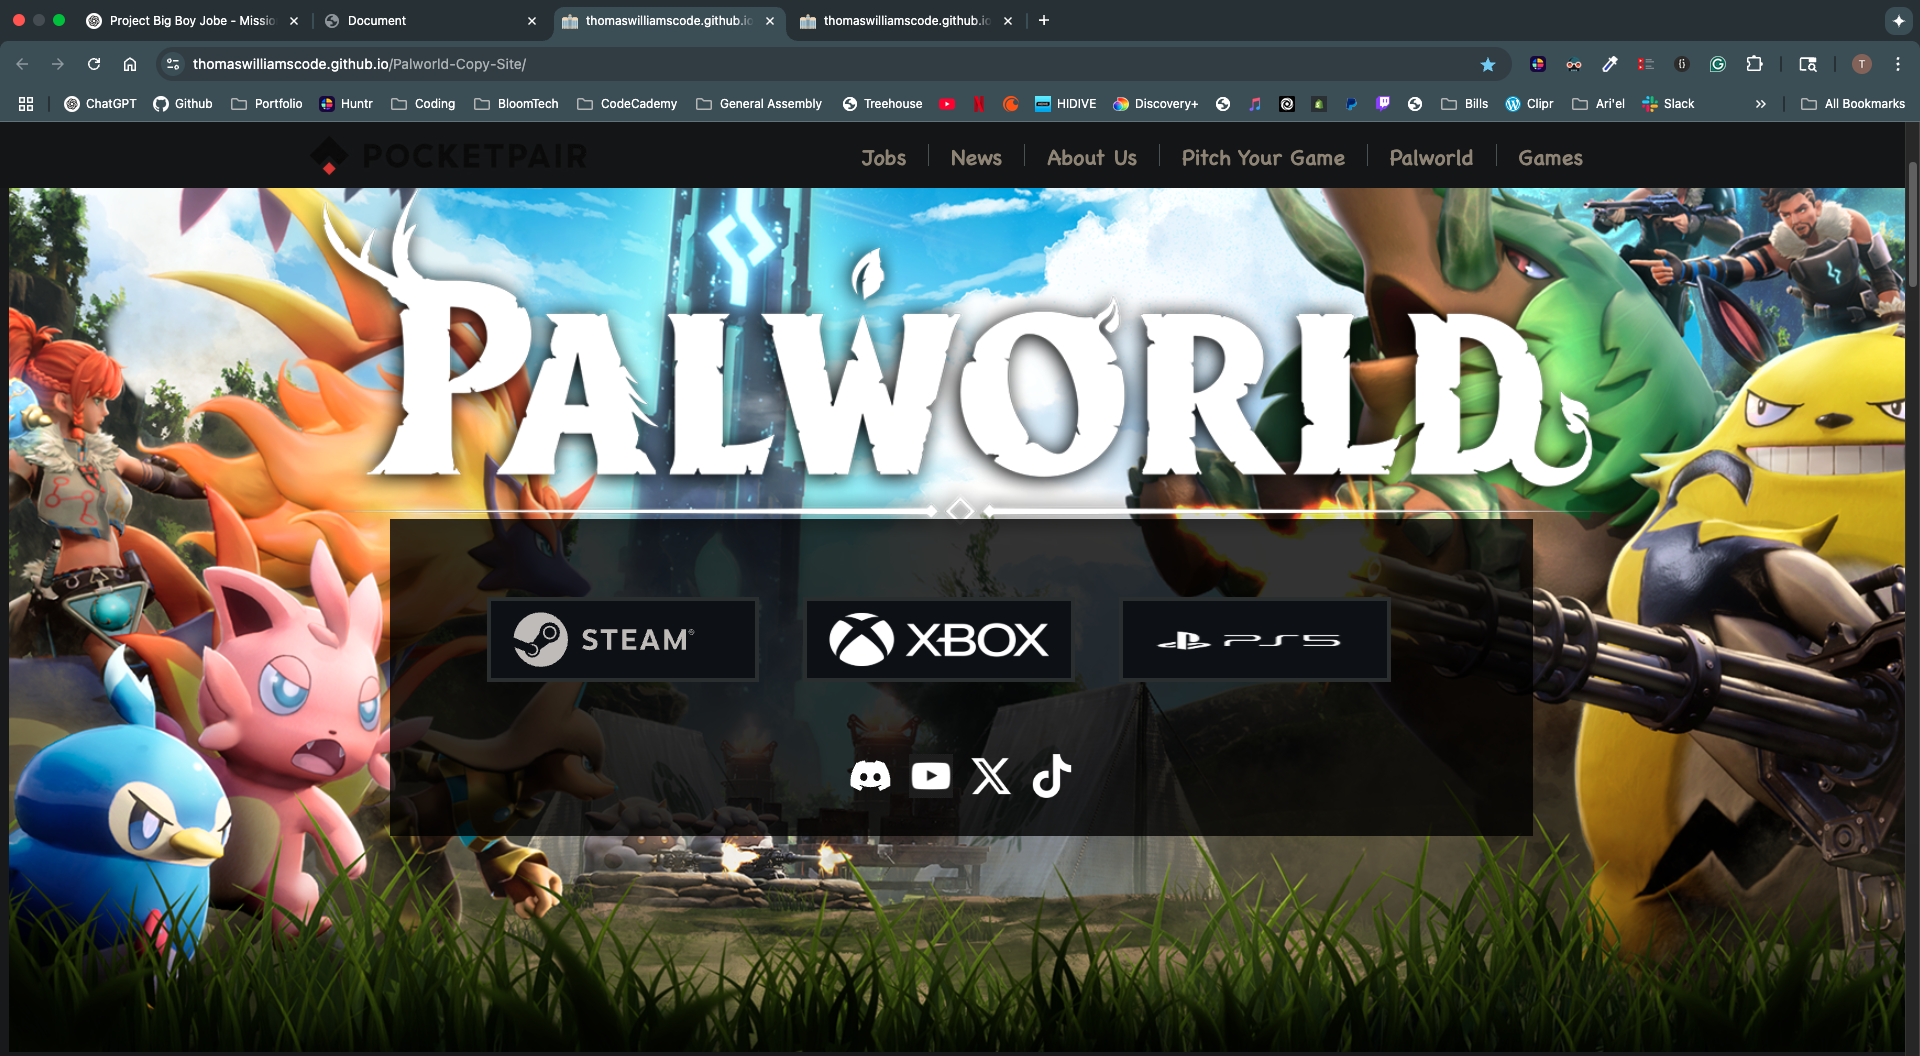 Project Big Boy Jobe - Missio
Document
thomaswilliamscode.github.io
thomaswilliamscode.github.io
thomaswilliamscode.github.io/Palworld-Copy-Site/
T
ChatGPT
Github
Portfolio
Huntr
Coding
BloomTech
CodeCademy
General Assembly
Treehouse
HIDIVE
Discovery+
Bills
Clipr
Ari'el
Slack
All Bookmarks
POCKETPAIR
Jobs
News
About Us
Pitch Your Game
Palworld
Games
PALWORLD
STEAM®
XBOX
PS5